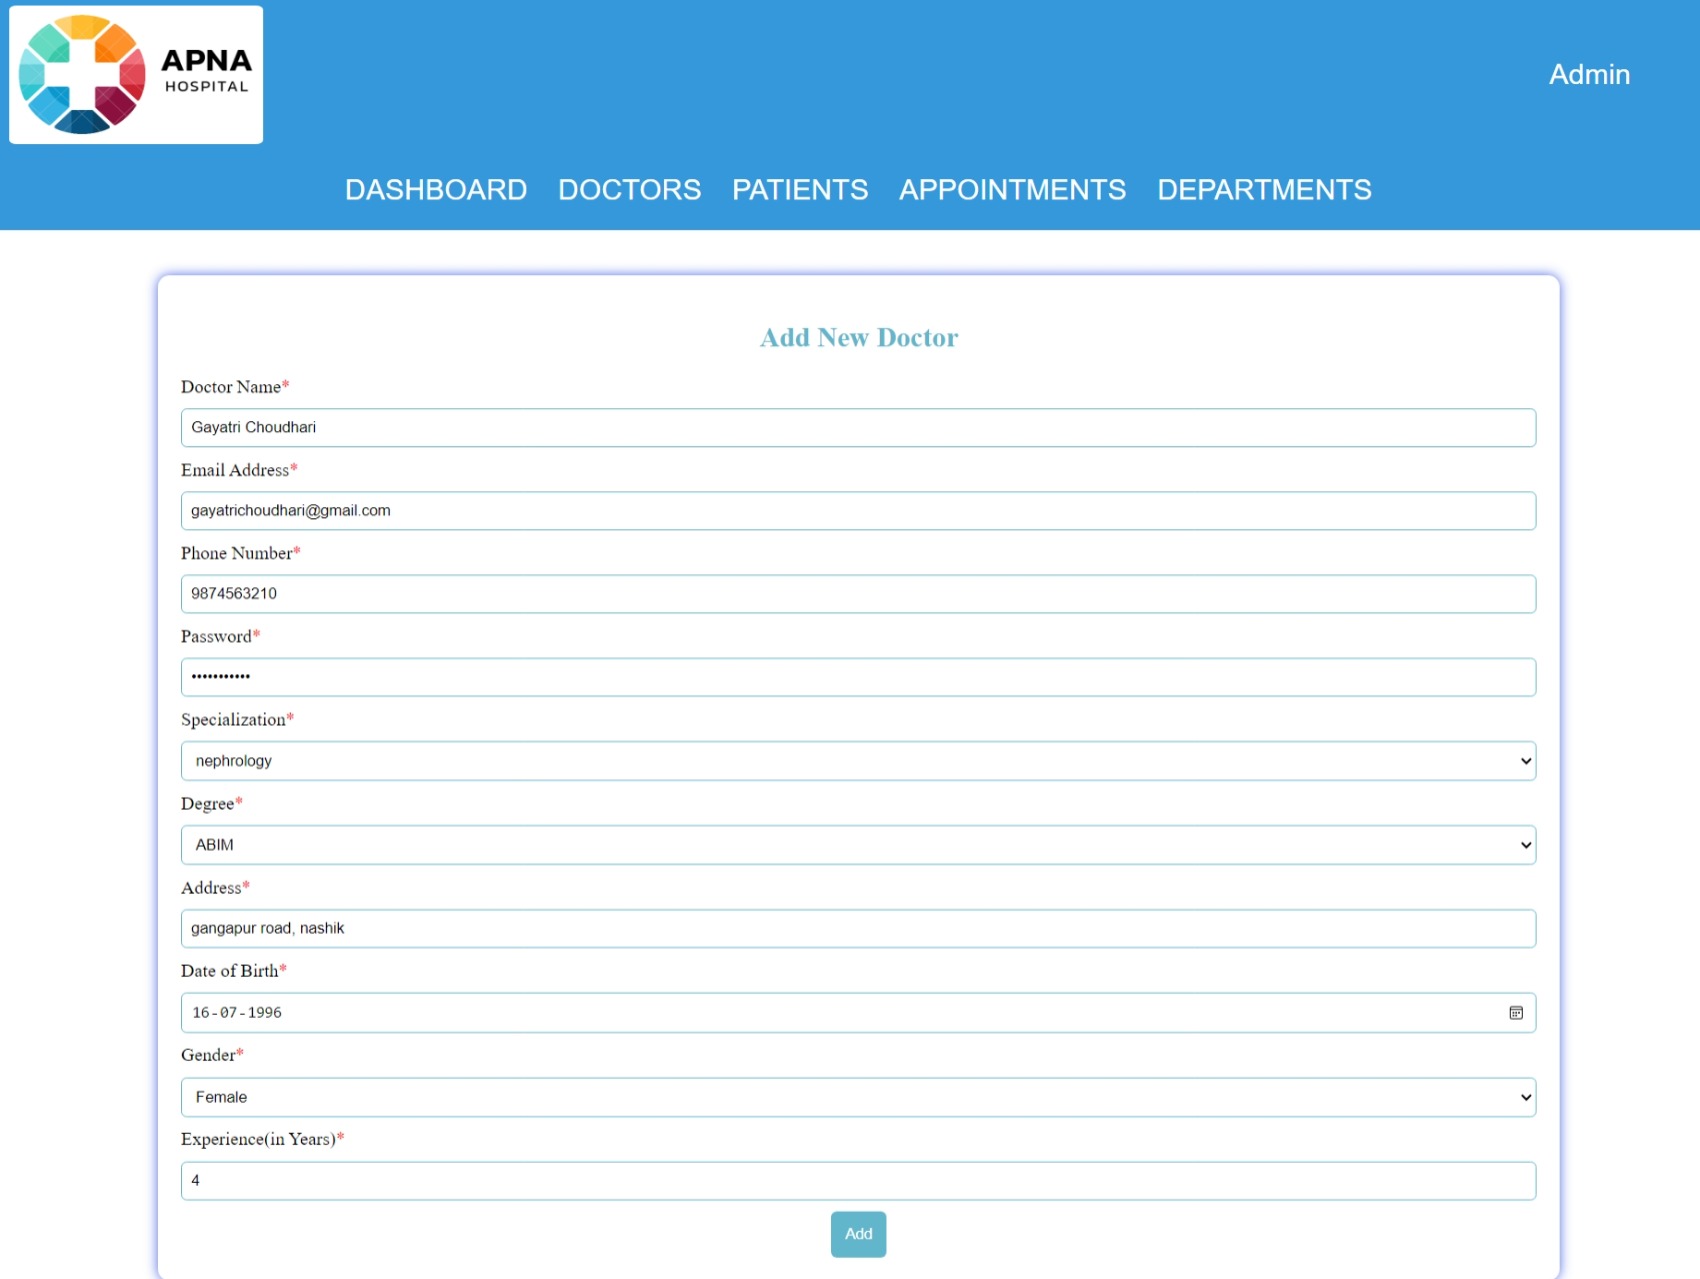 APNA
HOSPITAL
Admin
DASHBOARD DOCTORS PATIENTS APPOINTMENTS DEPARTMENTS
Add New Doctor
Doctor Name*
Gayatri Choudhari
Email Address*
gayatrichoudhari@gmail.com
Phone Number*
9874563210
Password*
•••••••••••
Specialization*
nephrology
Degree*
ABIM
Address*
gangapur road, nashik
Date of Birth*
16-07-1996
Gender*
Female
Experience(in Years)*
4
Add